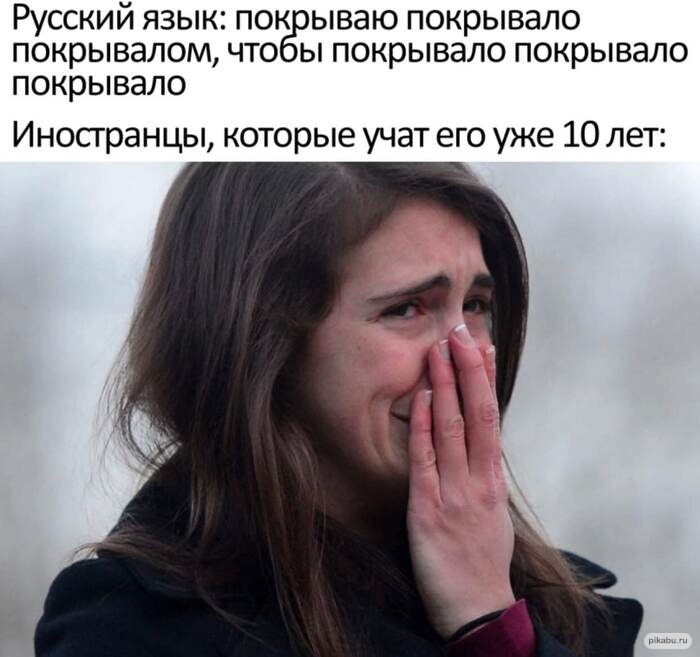 Русский язык: покрываю покрывало
покрывалом, чтобы покрывало покрывало
покрывало
Иностранцы, которые учат его уже 10 лет:
pikabu.ru